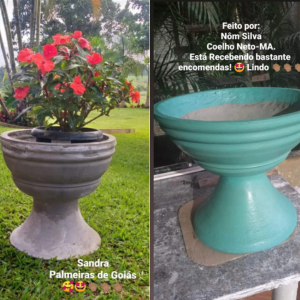 Sandra
Palmeiras de Goiás
🥰🤩👏🏽👏🏽👏🏽👏🏽
Feito por:
Nôm Silva
Coelho Neto-MA.
Está Recebendo bastante
encomendas! 🤩 Lindo 👏🏽👏🏽👏🏽